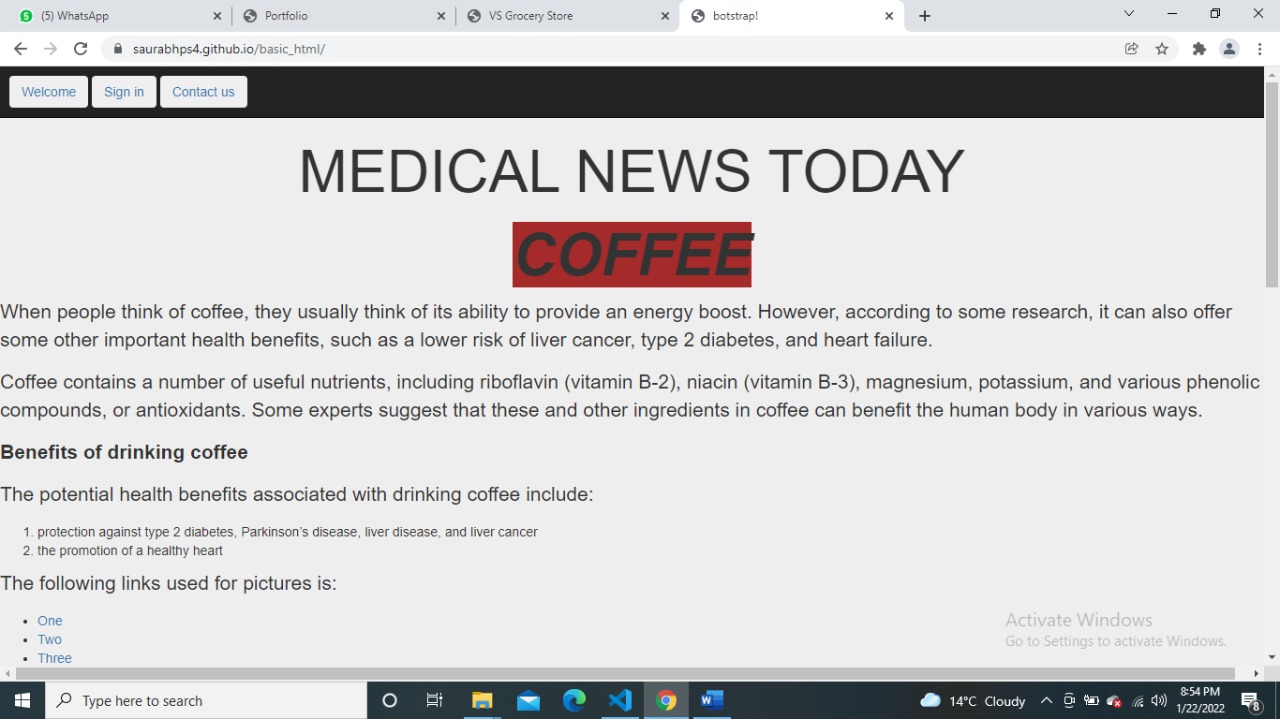 (5) WhatsApp
Portfolio
VS Grocery Store
botstrap!
saurabhps4.github.io/basic_html/
Welcome
Sign in
Contact us
MEDICAL NEWS TODAY
COFFEE
When people think of coffee, they usually think of its ability to provide an energy boost. However, according to some research, it can also offer
some other important health benefits, such as a lower risk of liver cancer, type 2 diabetes, and heart failure.
Coffee contains a number of useful nutrients, including riboflavin (vitamin B-2), niacin (vitamin B-3), magnesium, potassium, and various phenolic
compounds, or antioxidants. Some experts suggest that these and other ingredients in coffee can benefit the human body in various ways.
Benefits of drinking coffee
The potential health benefits associated with drinking coffee include:
1. protection against type 2 diabetes, Parkinson’s disease, liver disease, and liver cancer
2. the promotion of a healthy heart
The following links used for pictures is:
• One
• Two
• Three
Activate Windows
Go to Settings to activate Windows.
Type here to search
14°C Cloudy
8:54 PM
1/22/2022
8